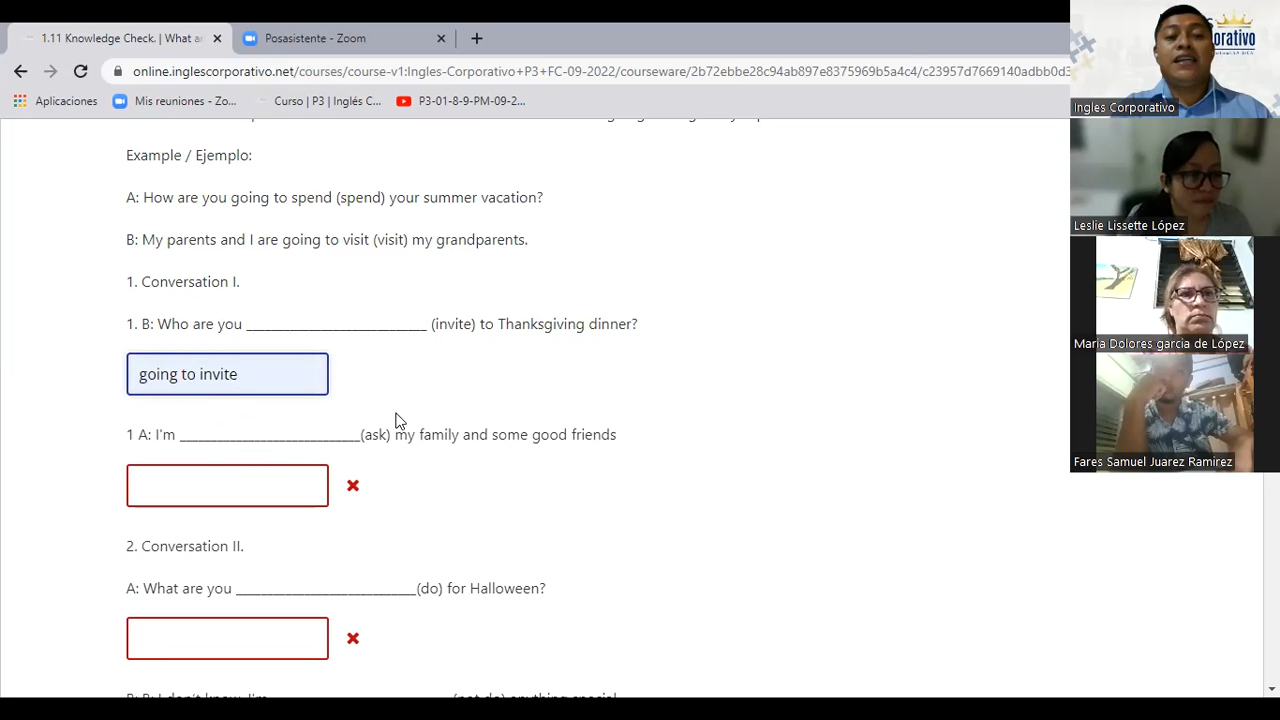 1.11 Knowledge Check. | What a
Posasistente - Zoom
online.inglescorporativo.net/courses/course-v1:Ingles-Corporativo+P3+FC-09-2022/courseware/2b72ebbe28c94ab897e8375969b5a4c4/c23957d7669140adbb0d3
Aplicaciones
Mis reuniones - Zo...
Curso | P3 | Inglés C...
P3-01-8-9-PM-09-2...
Example / Ejemplo:
A: How are you going to spend (spend) your summer vacation?
B: My parents and I are going to visit (visit) my grandparents.
1. Conversation I.
1. B: Who are you ____________________________ (invite) to Thanksgiving dinner?
going to invite
1 A: I'm ____________________________(ask) my family and some good friends
2. Conversation II.
A: What are you ____________________________(do) for Halloween?
orativo
Ingles Corporativo
Leslie Lissette López
Maria Dolores garcia de López
Fares Samuel Juarez Ramirez